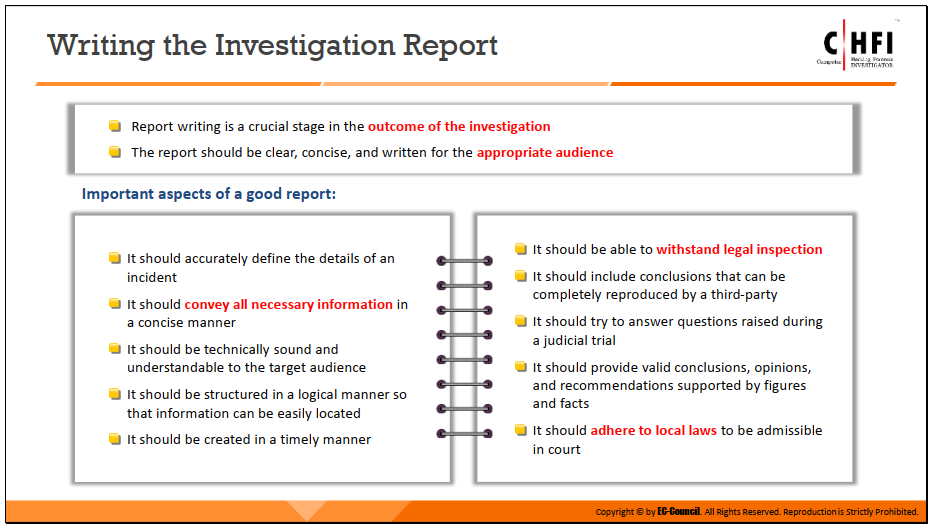 Writing the Investigation Report
CHFI
Computer Hacking Forensic
INVESTIGATOR
Report writing is a crucial stage in the outcome of the investigation
The report should be clear, concise, and written for the appropriate audience
Important aspects of a good report:
It should accurately define the details of an
incident
It should convey all necessary information in
a concise manner
It should be technically sound and
understandable to the target audience
It should be structured in a logical manner so
that information can be easily located
It should be created in a timely manner
It should be able to withstand legal inspection
It should include conclusions that can be
completely reproduced by a third-party
It should try to answer questions raised during
a judicial trial
It should provide valid conclusions, opinions,
and recommendations supported by figures
and facts
It should adhere to local laws to be admissible
in court
Copyright © by EC-Council. All Rights Reserved. Reproduction is Strictly Prohibited.